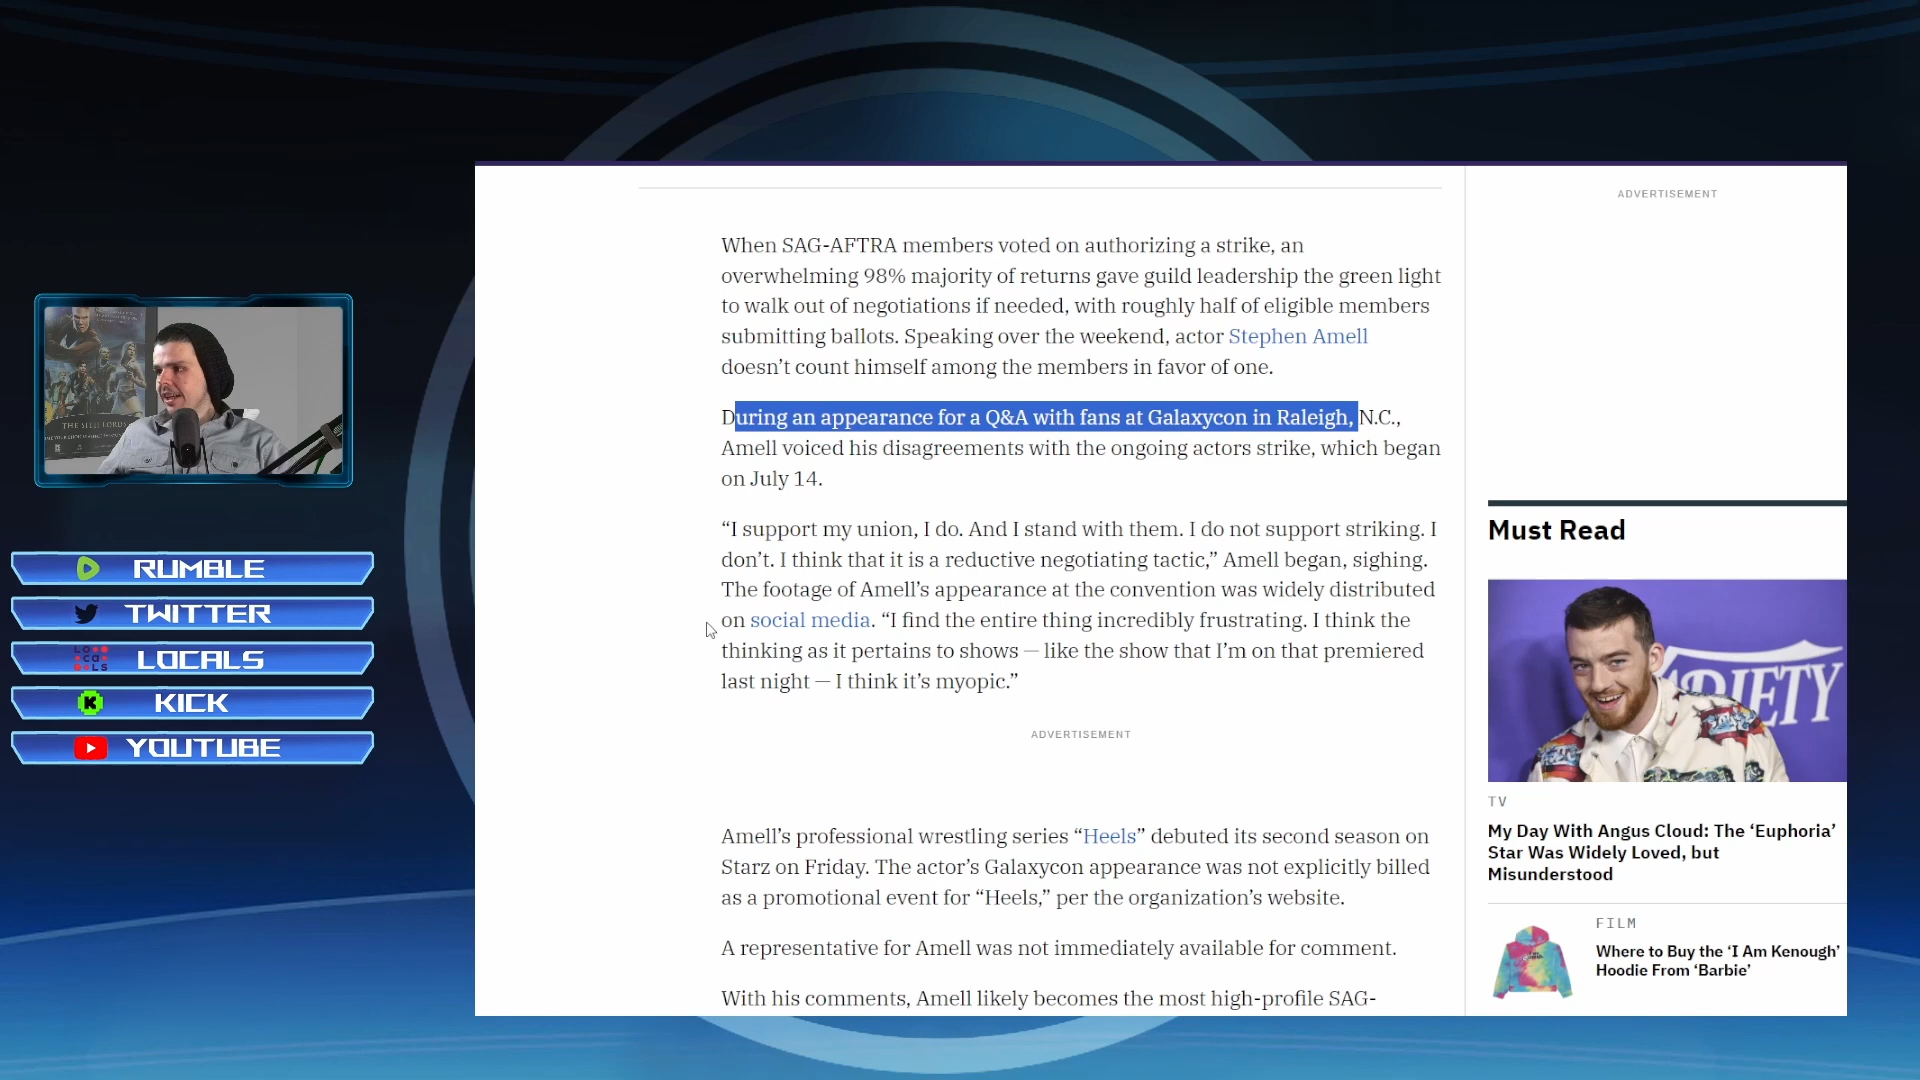 ADVERTISEMENT
When SAG-AFTRA members voted on authorizing a strike, an
overwhelming 98% majority of returns gave guild leadership the green light
to walk out of negotiations if needed, with roughly half of eligible members
submitting ballots. Speaking over the weekend, actor Stephen Amell
doesn’t count himself among the members in favor of one.
During an appearance for a Q&A with fans at Galaxycon in Raleigh, N.C.,
Amell voiced his disagreements with the ongoing actors strike, which began
on July 14.
“I support my union, I do. And I stand with them. I do not support striking. I
don’t. I think that it is a reductive negotiating tactic,” Amell began, sighing.
The footage of Amell’s appearance at the convention was widely distributed
on social media. “I find the entire thing incredibly frustrating. I think the
thinking as it pertains to shows — like the show that I’m on that premiered
last night — I think it’s myopic.”
ADVERTISEMENT
Amell’s professional wrestling series “Heels” debuted its second season on
Starz on Friday. The actor’s Galaxycon appearance was not explicitly billed
as a promotional event for “Heels,” per the organization’s website.
A representative for Amell was not immediately available for comment.
With his comments, Amell likely becomes the most high-profile SAG-
Must Read
VARIETY
TV
My Day With Angus Cloud: The ‘Euphoria’
Star Was Widely Loved, but
Misunderstood
FILM
Where to Buy the ‘I Am Kenough’
Hoodie From ‘Barbie’
THE SITH LORDS
RUMBLE
TWITTER
LOCALS
LOCALS
K KICK
YOUTUBE